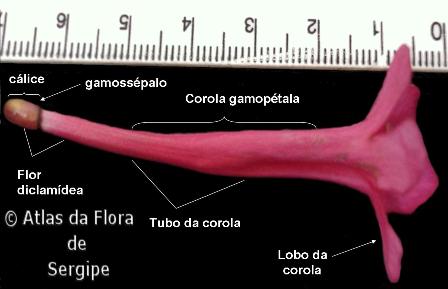 6 5 4 3 2 1 0
cálice
gamossépalo
Corola gamopétala
Flor
diclamídea
Tubo da corola
© Atlas da Flora
de
Sergipe
Lobo da
corola